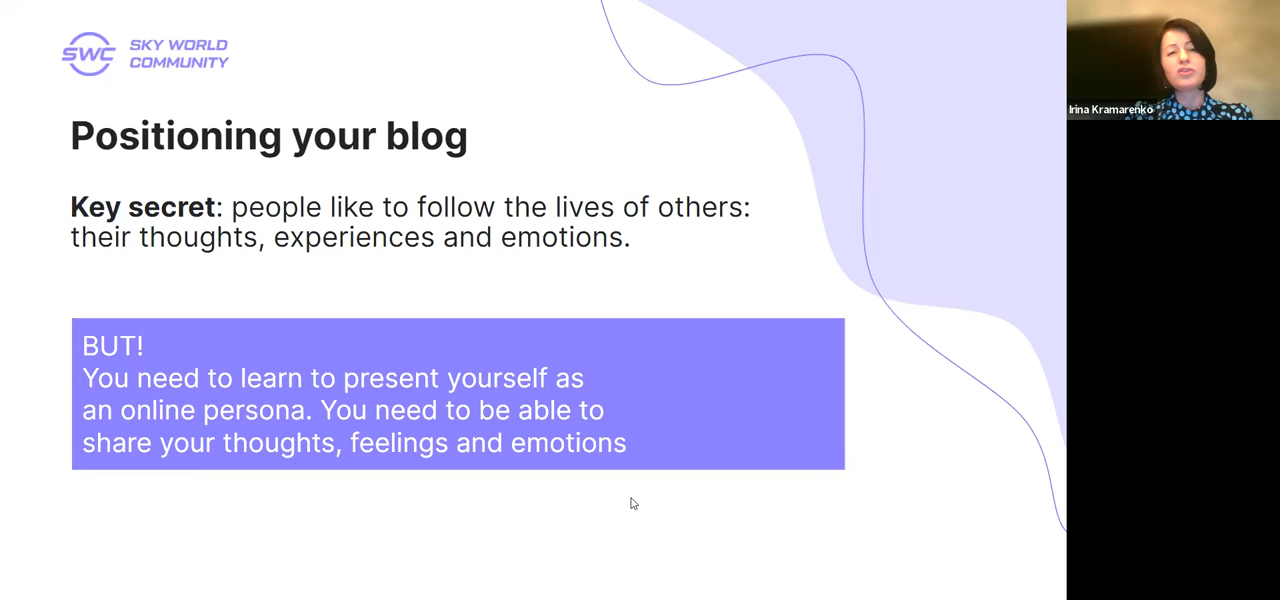 SWC
SKY WORLD
COMMUNITY
Positioning your blog
Key secret: people like to follow the lives of others:
their thoughts, experiences and emotions.
BUT!
You need to learn to present yourself as
an online persona. You need to be able to
share your thoughts, feelings and emotions
Irina Kramarenko